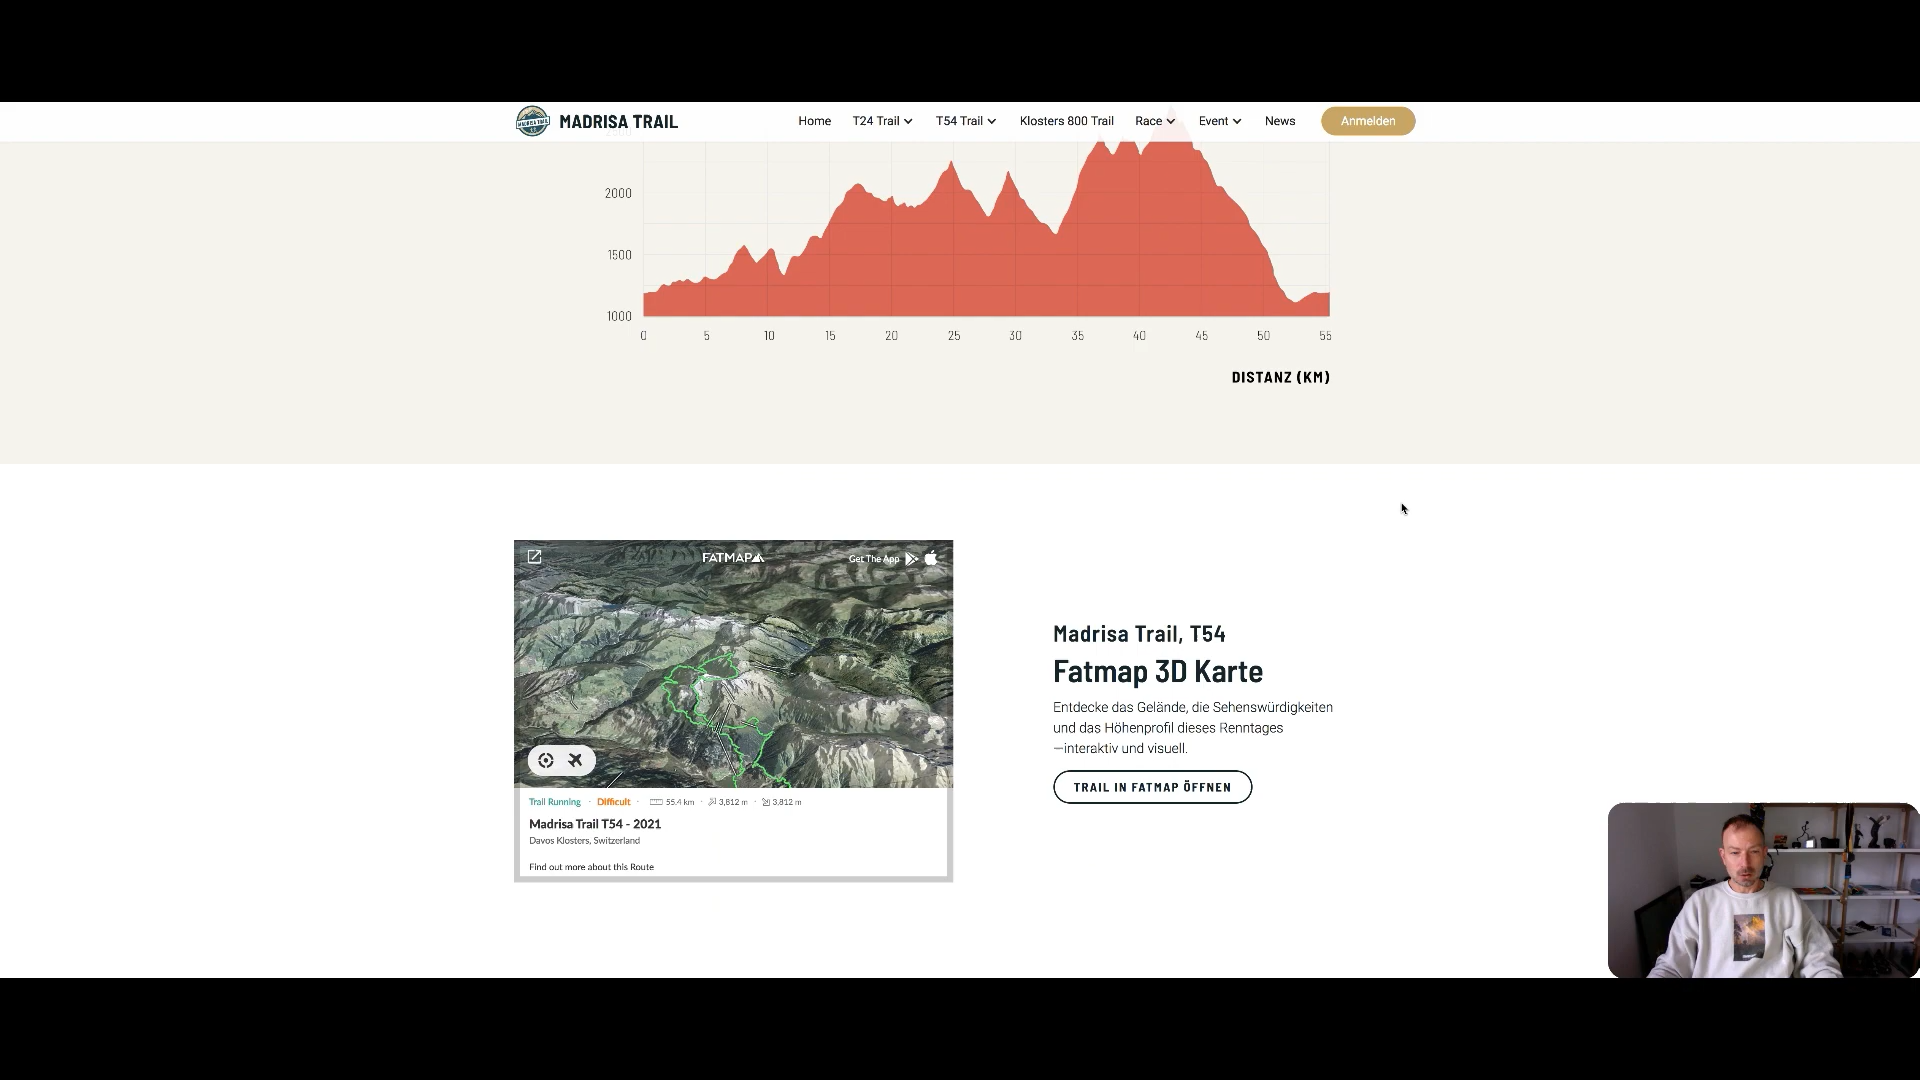 MADRISA TRAIL
Home T24 Trail T54 Trail Klosters 800 Trail Race Event News Anmelden
2000
1500
1000
0 5 10 15 20 25 30 35 40 45 50 55
DISTANZ (KM)
FATMAP
Get The App
Madrisa Trail, T54
Fatmap 3D Karte
Entdecke das Gelände, die Sehenswürdigkeiten
und das Höhenprofil dieses Renntages
—interaktiv und visuell.
TRAIL IN FATMAP ÖFFNEN
Trail Running · Difficult · 55.4 km · 3,812 m · 3,812 m
Madrisa Trail T54 - 2021
Davos Klosters, Switzerland
Find out more about this Route